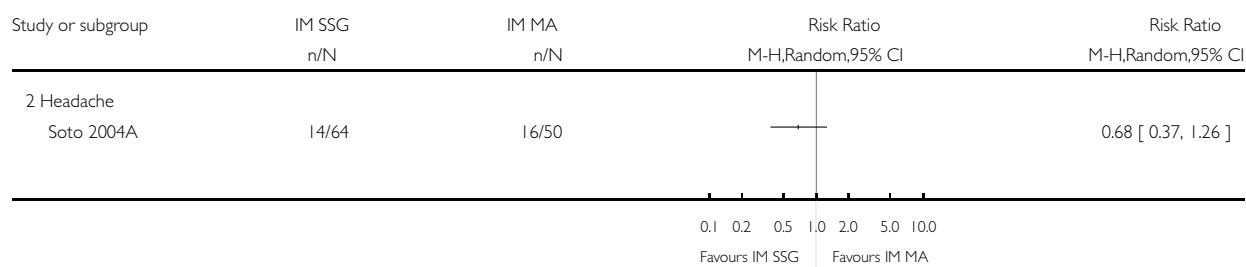 Study or subgroup IM SSG IM MA Risk Ratio Risk Ratio
n/N n/N M-H,Random,95% CI M-H,Random,95% CI
2 Headache
Soto 2004A 14/64 16/50 0.68 [ 0.37, 1.26 ]
0.1 0.2 0.5 1.0 2.0 5.0 10.0
Favours IM SSG Favours IM MA